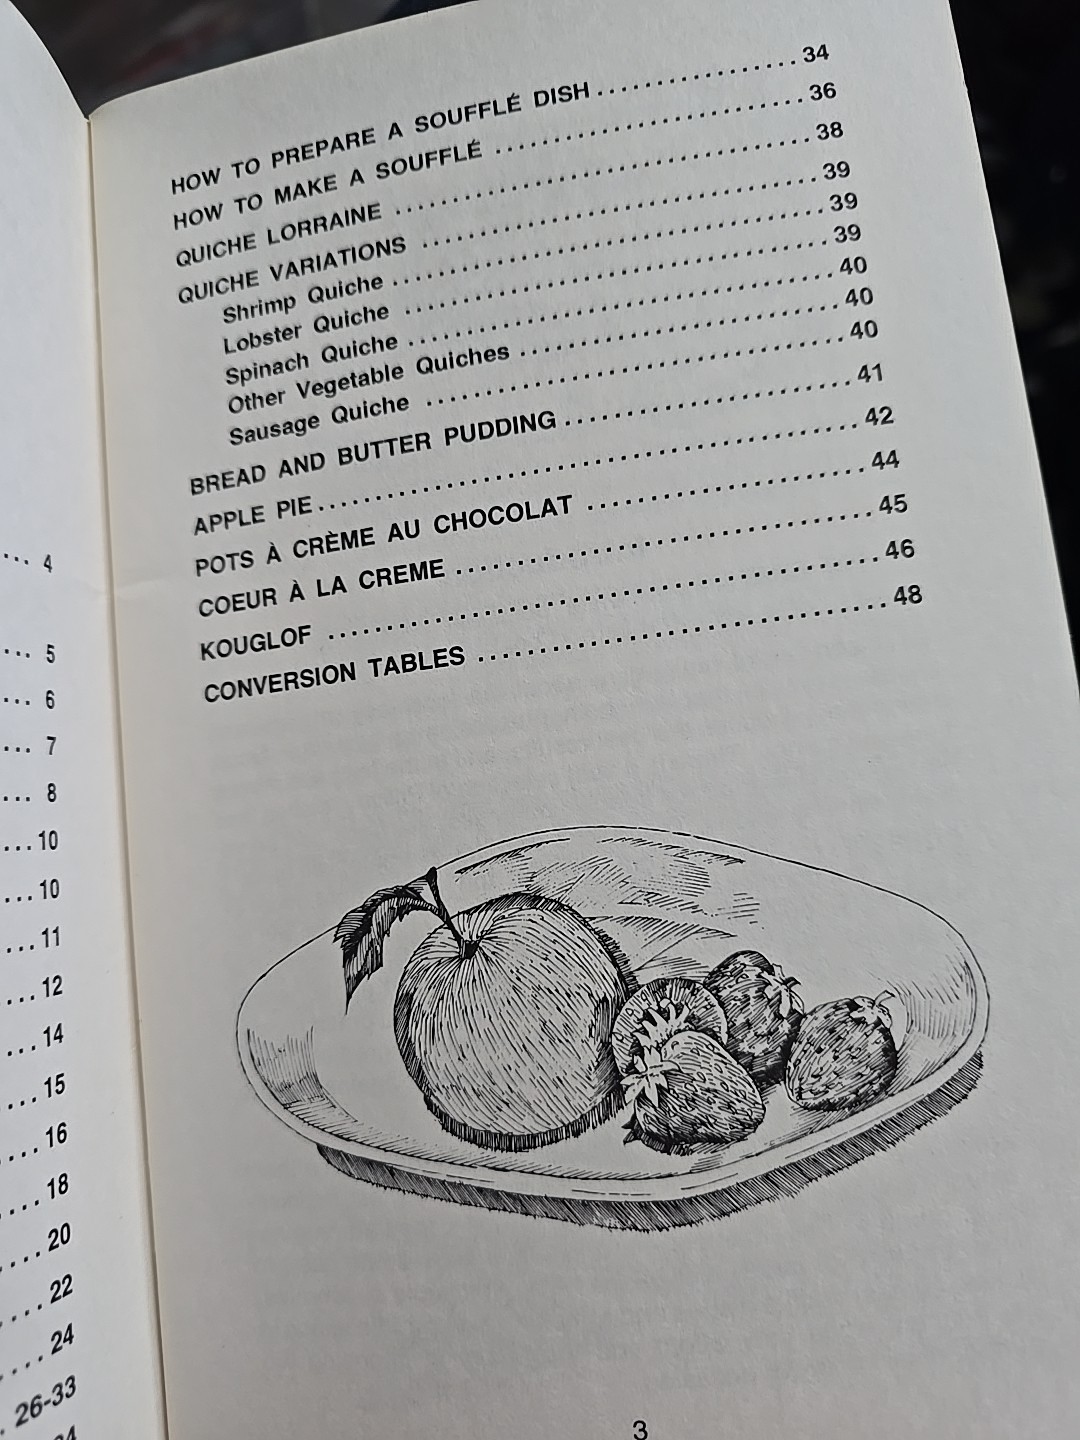 ... 4
... 5
... 6
... 7
... 8
... 10
... 10
... 11
... 12
... 14
.... 15
.... 16
.... 18
.... 20
.... 22
.... 24
. 26-33
HOW TO PREPARE A SOUFFLÉ DISH ................. 34
HOW TO MAKE A SOUFFLÉ .......................... 36
QUICHE LORRAINE ................................... 38
QUICHE VARIATIONS ................................. 39
Shrimp Quiche .................................... 39
Lobster Quiche ................................... 39
Spinach Quiche ................................... 40
Other Vegetable Quiches .......................... 40
Sausage Quiche ................................... 40
BREAD AND BUTTER PUDDING ....................... 41
APPLE PIE .......................................... 42
POTS À CRÈME AU CHOCOLAT ...................... 44
COEUR À LA CREME ................................. 45
KOUGLOF ........................................... 46
CONVERSION TABLES ................................ 48
3